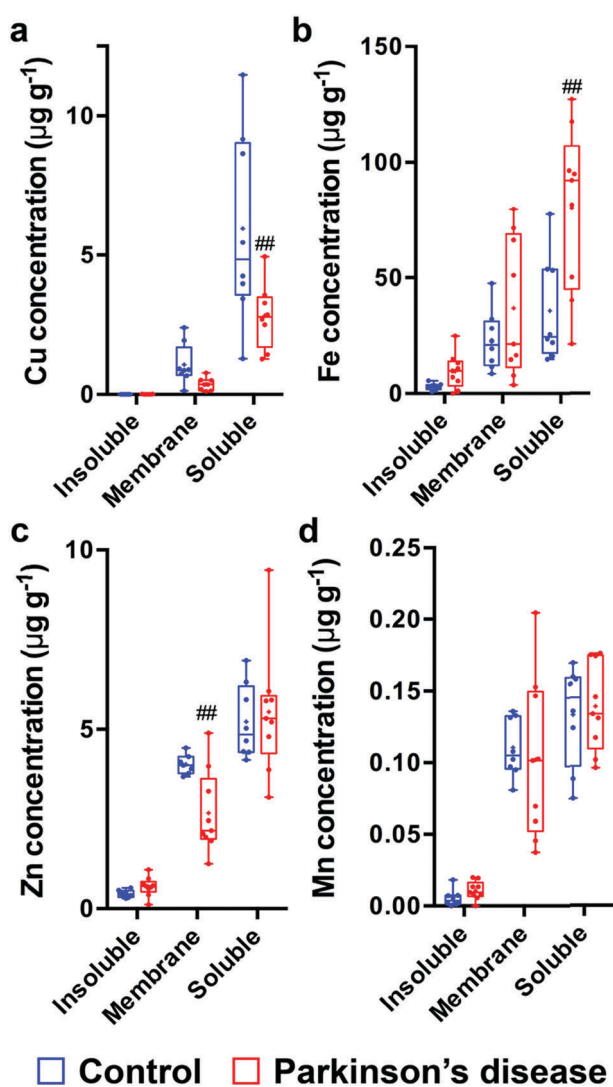 a
Cu concentration (µg g⁻¹)
10
5
0
##
Insoluble
Membrane
Soluble
b
Fe concentration (µg g⁻¹)
150
100
50
0
##
Insoluble
Membrane
Soluble
c
Zn concentration (µg g⁻¹)
10
5
0
##
Insoluble
Membrane
Soluble
d
Mn concentration (µg g⁻¹)
0.25
0.20
0.15
0.10
0.05
0.00
Insoluble
Membrane
Soluble
Control Parkinson's disease